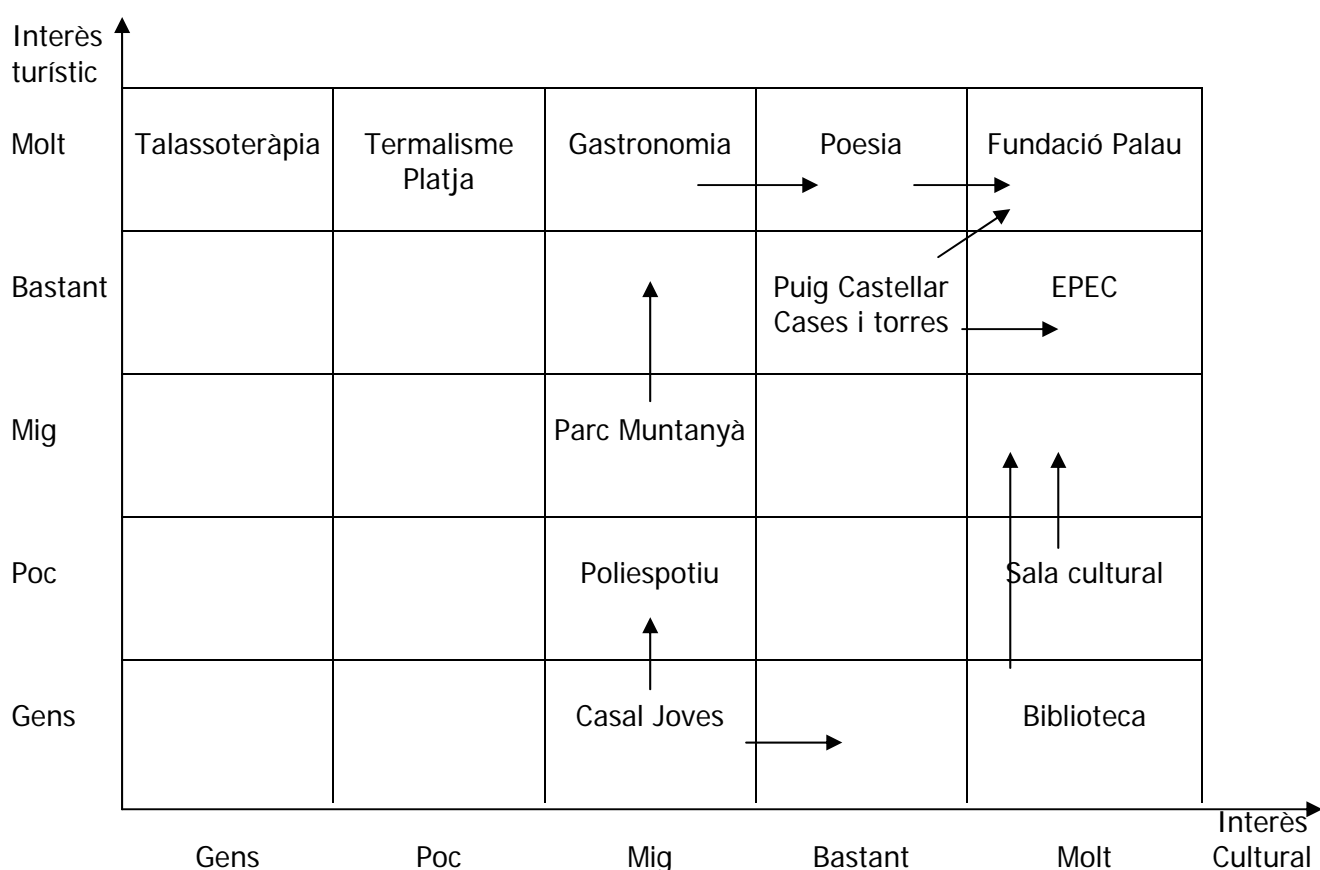 Interès
turístic
Molt
Talassoteràpia
Termalisme
Platja
Gastronomia
Poesia
Fundació Palau
Bastant
Puig Castellar
Cases i torres
EPEC
Mig
Parc Muntanyà
Poc
Poliespotiu
Sala cultural
Gens
Casal Joves
Biblioteca
Interès
Cultural
Gens
Poc
Mig
Bastant
Molt